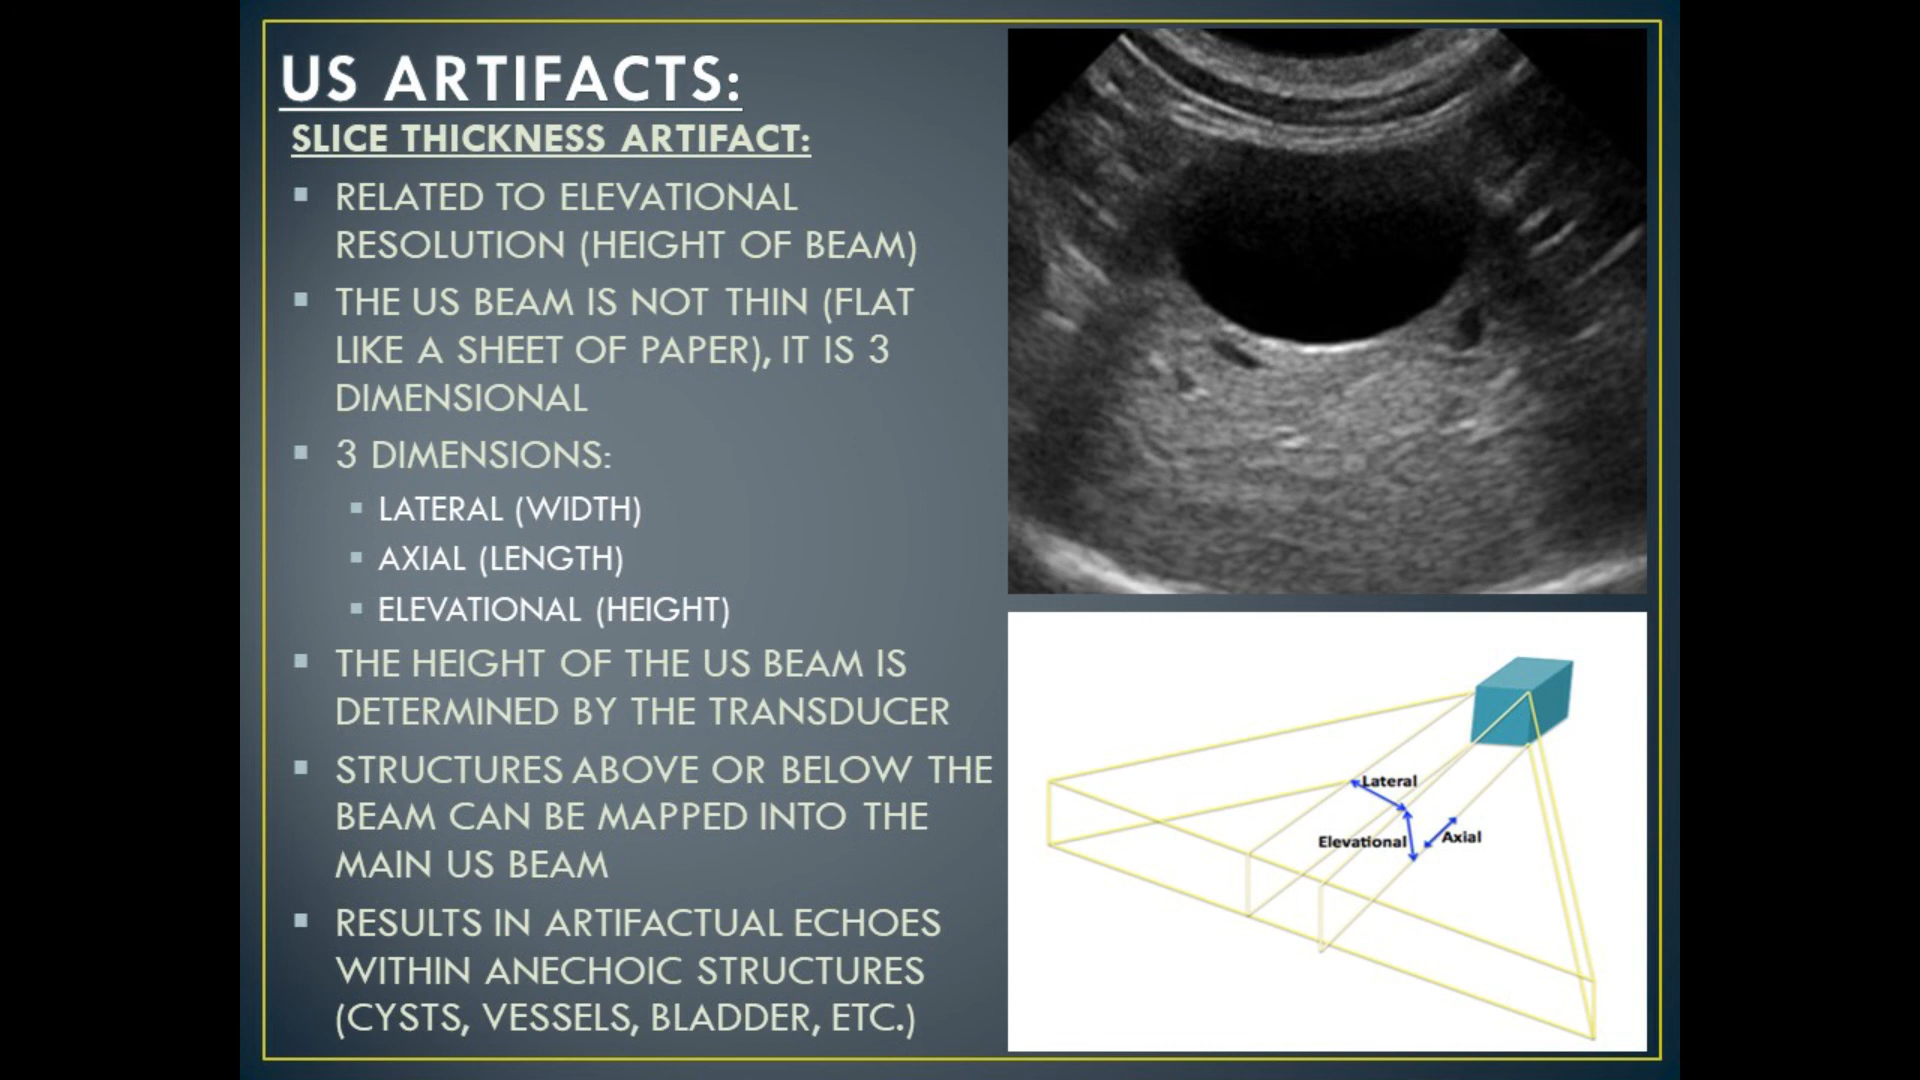 US ARTIFACTS:
SLICE THICKNESS ARTIFACT:
▪ RELATED TO ELEVATIONAL
RESOLUTION (HEIGHT OF BEAM)
▪ THE US BEAM IS NOT THIN (FLAT
LIKE A SHEET OF PAPER), IT IS 3
DIMENSIONAL
▪ 3 DIMENSIONS:
▪ LATERAL (WIDTH)
▪ AXIAL (LENGTH)
▪ ELEVATIONAL (HEIGHT)
▪ THE HEIGHT OF THE US BEAM IS
DETERMINED BY THE TRANSDUCER
▪ STRUCTURES ABOVE OR BELOW THE
BEAM CAN BE MAPPED INTO THE
MAIN US BEAM
▪ RESULTS IN ARTIFACTUAL ECHOES
WITHIN ANECHOIC STRUCTURES
(CYSTS, VESSELS, BLADDER, ETC.)
Lateral
Elevational
Axial